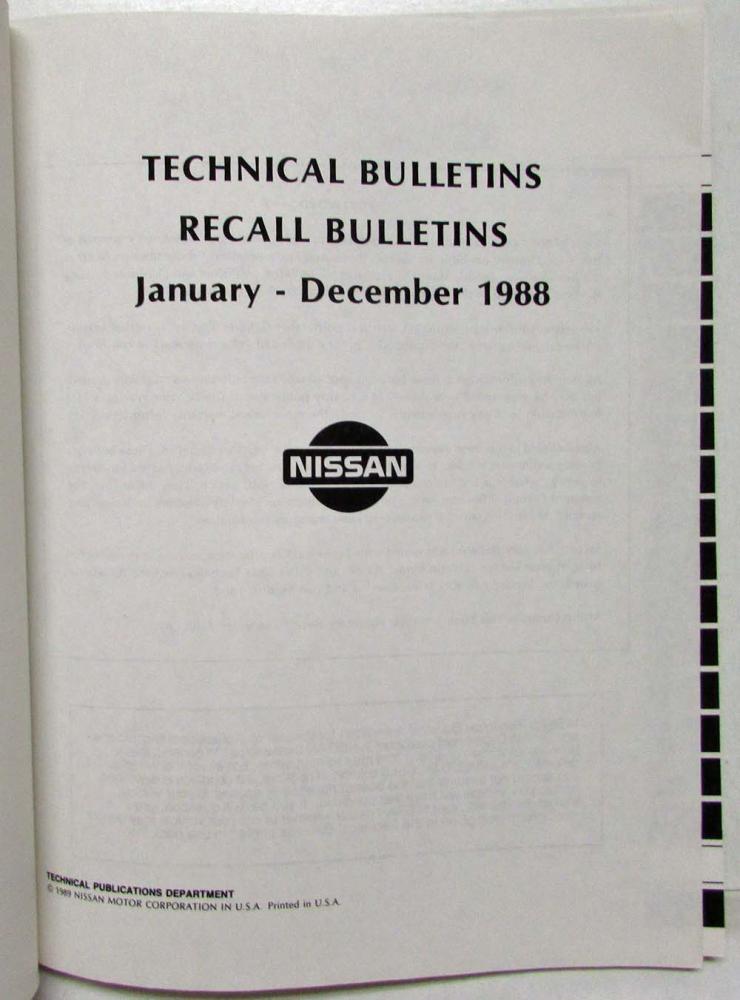 TECHNICAL BULLETINS
RECALL BULLETINS
January - December 1988
NISSAN
TECHNICAL PUBLICATIONS DEPARTMENT
© 1989 NISSAN MOTOR CORPORATION IN U.S.A. Printed in U.S.A.